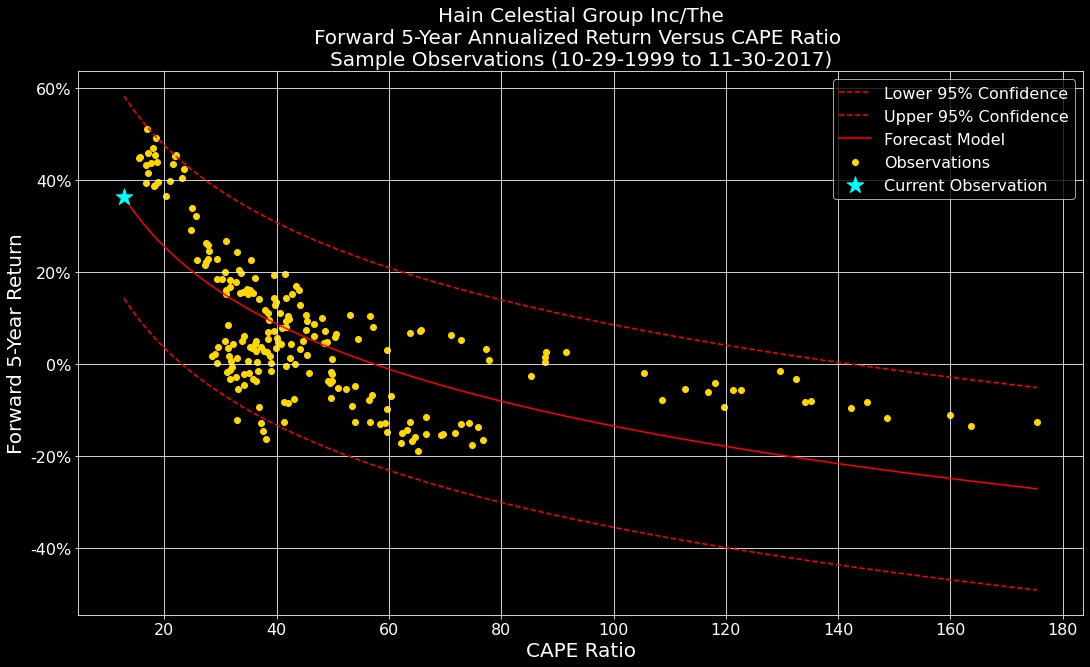 Hain Celestial Group Inc/The
Forward 5-Year Annualized Return Versus CAPE Ratio
Sample Observations (10-29-1999 to 11-30-2017)
Lower 95% Confidence
Upper 95% Confidence
Forecast Model
Observations
Current Observation
Forward 5-Year Return
60%
40%
20%
0%
-20%
-40%
20
40
60
80
100
120
140
160
180
CAPE Ratio